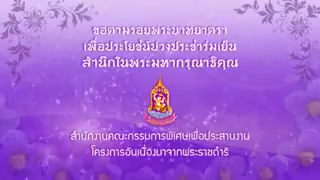 ขอตามรอยพระบาทยาตรา
เพื่อประโยชน์ปวงประชาร่มเย็น
สำนึกในพระมหากรุณาธิคุณ
สำนักงานคณะกรรมการพิเศษเพื่อประสานงาน
โครงการอันเนื่องมาจากพระราชดำริ